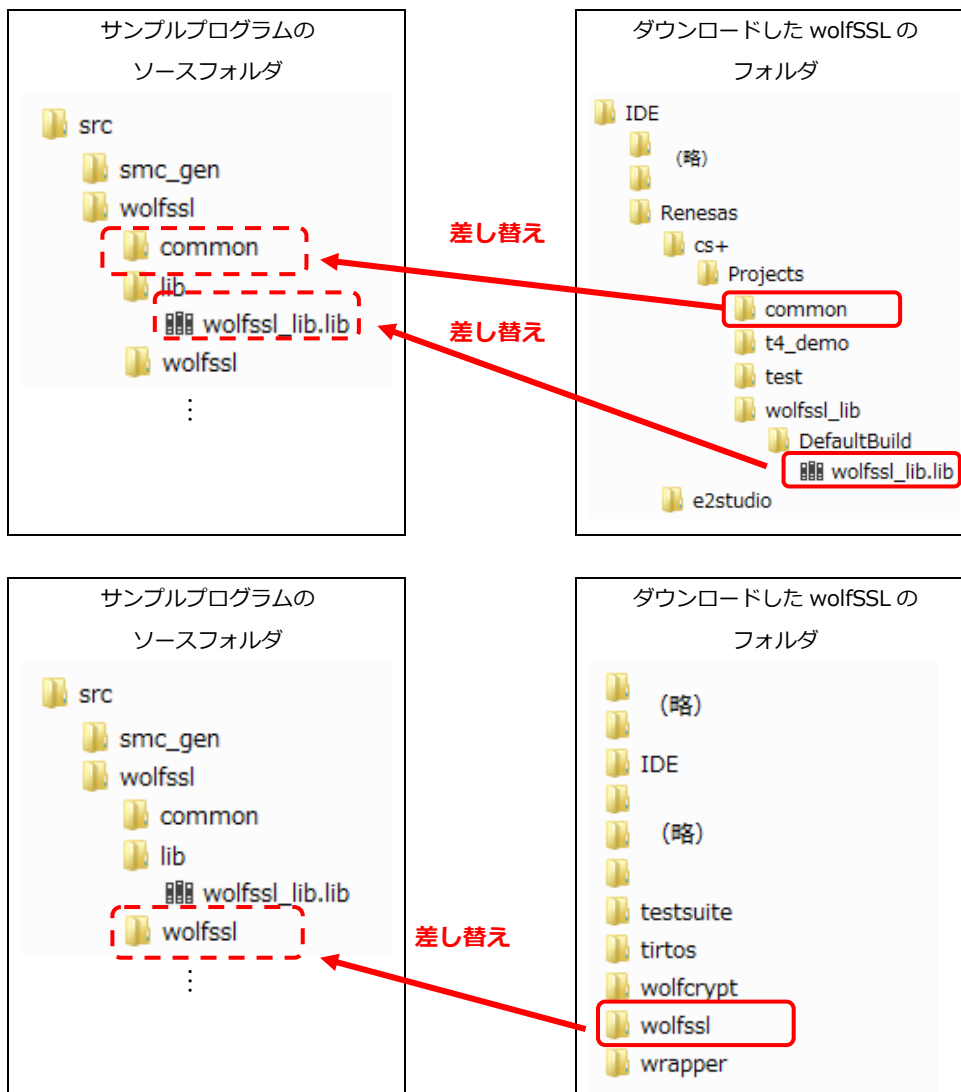 サンプルプログラムの
ソースフォルダ
src
smc_gen
wolfssl
common
lib
wolfssl_lib.lib
wolfssl
⋮
差し替え
差し替え
ダウンロードした wolfSSL の
フォルダ
IDE
(略)
Renesas
cs+
Projects
common
t4_demo
test
wolfssl_lib
DefaultBuild
wolfssl_lib.lib
e2studio
サンプルプログラムの
ソースフォルダ
src
smc_gen
wolfssl
common
lib
wolfssl_lib.lib
wolfssl
⋮
差し替え
ダウンロードした wolfSSL の
フォルダ
(略)
IDE
(略)
testsuite
tirtos
wolfcrypt
wolfssl
wrapper